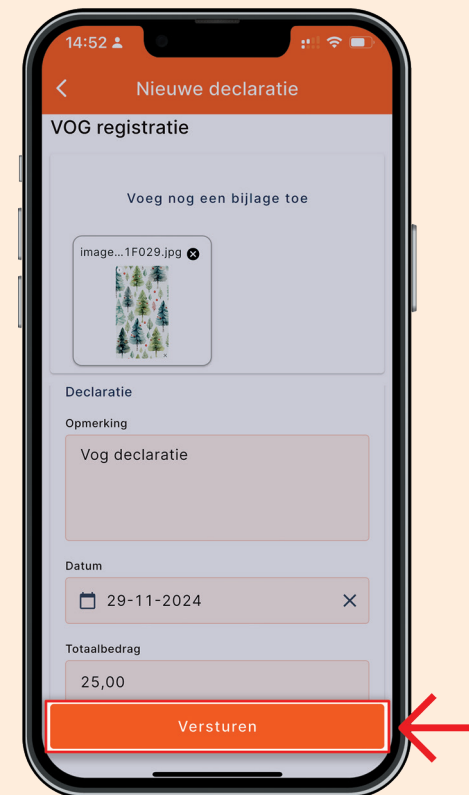 14:52
Nieuwe declaratie
VOG registratie
Voeg nog een bijlage toe
image...1F029.jpg
Declaratie
Opmerking
Vog declaratie
Datum
29-11-2024
Totaalbedrag
25,00
Versturen